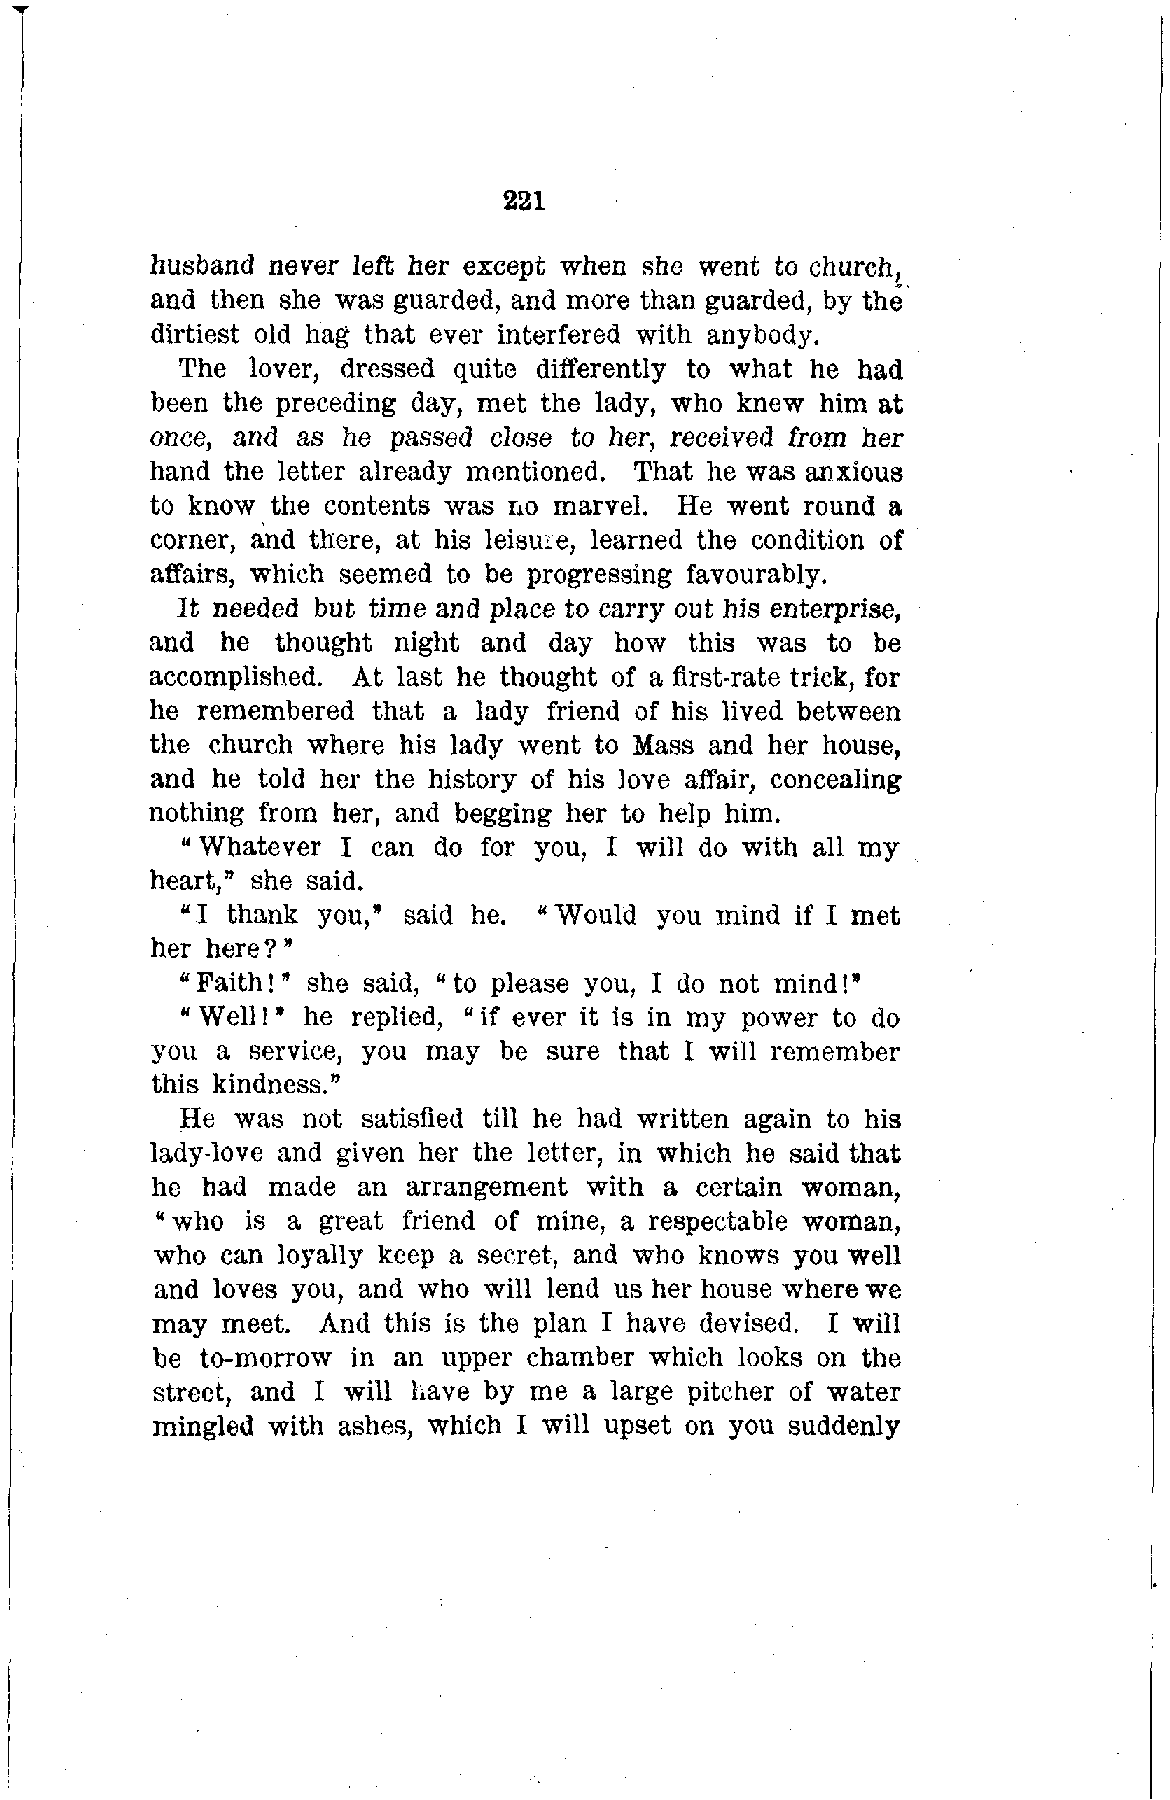 221
husband never left her except when she went to church,
and then she was guarded, and more than guarded, by the
dirtiest old hag that ever interfered with anybody.
The lover, dressed quite differently to what he had
been the preceding day, met the lady, who knew him at
once, and as he passed close to her, received from her
hand the letter already mentioned. That he was anxious
to know the contents was no marvel. He went round a
corner, and there, at his leisure, learned the condition of
affairs, which seemed to be progressing favourably.
It needed but time and place to carry out his enterprise,
and he thought night and day how this was to be
accomplished. At last he thought of a first-rate trick, for
he remembered that a lady friend of his lived between
the church where his lady went to Mass and her house,
and he told her the history of his love affair, concealing
nothing from her, and begging her to help him.
"Whatever I can do for you, I will do with all my
heart," she said.
"I thank you," said he. "Would you mind if I met
her here?"
"Faith!" she said, "to please you, I do not mind!"
"Well!" he replied, "if ever it is in my power to do
you a service, you may be sure that I will remember
this kindness."
He was not satisfied till he had written again to his
lady-love and given her the letter, in which he said that
he had made an arrangement with a certain woman,
"who is a great friend of mine, a respectable woman,
who can loyally keep a secret, and who knows you well
and loves you, and who will lend us her house where we
may meet. And this is the plan I have devised. I will
be to-morrow in an upper chamber which looks on the
street, and I will have by me a large pitcher of water
mingled with ashes, which I will upset on you suddenly